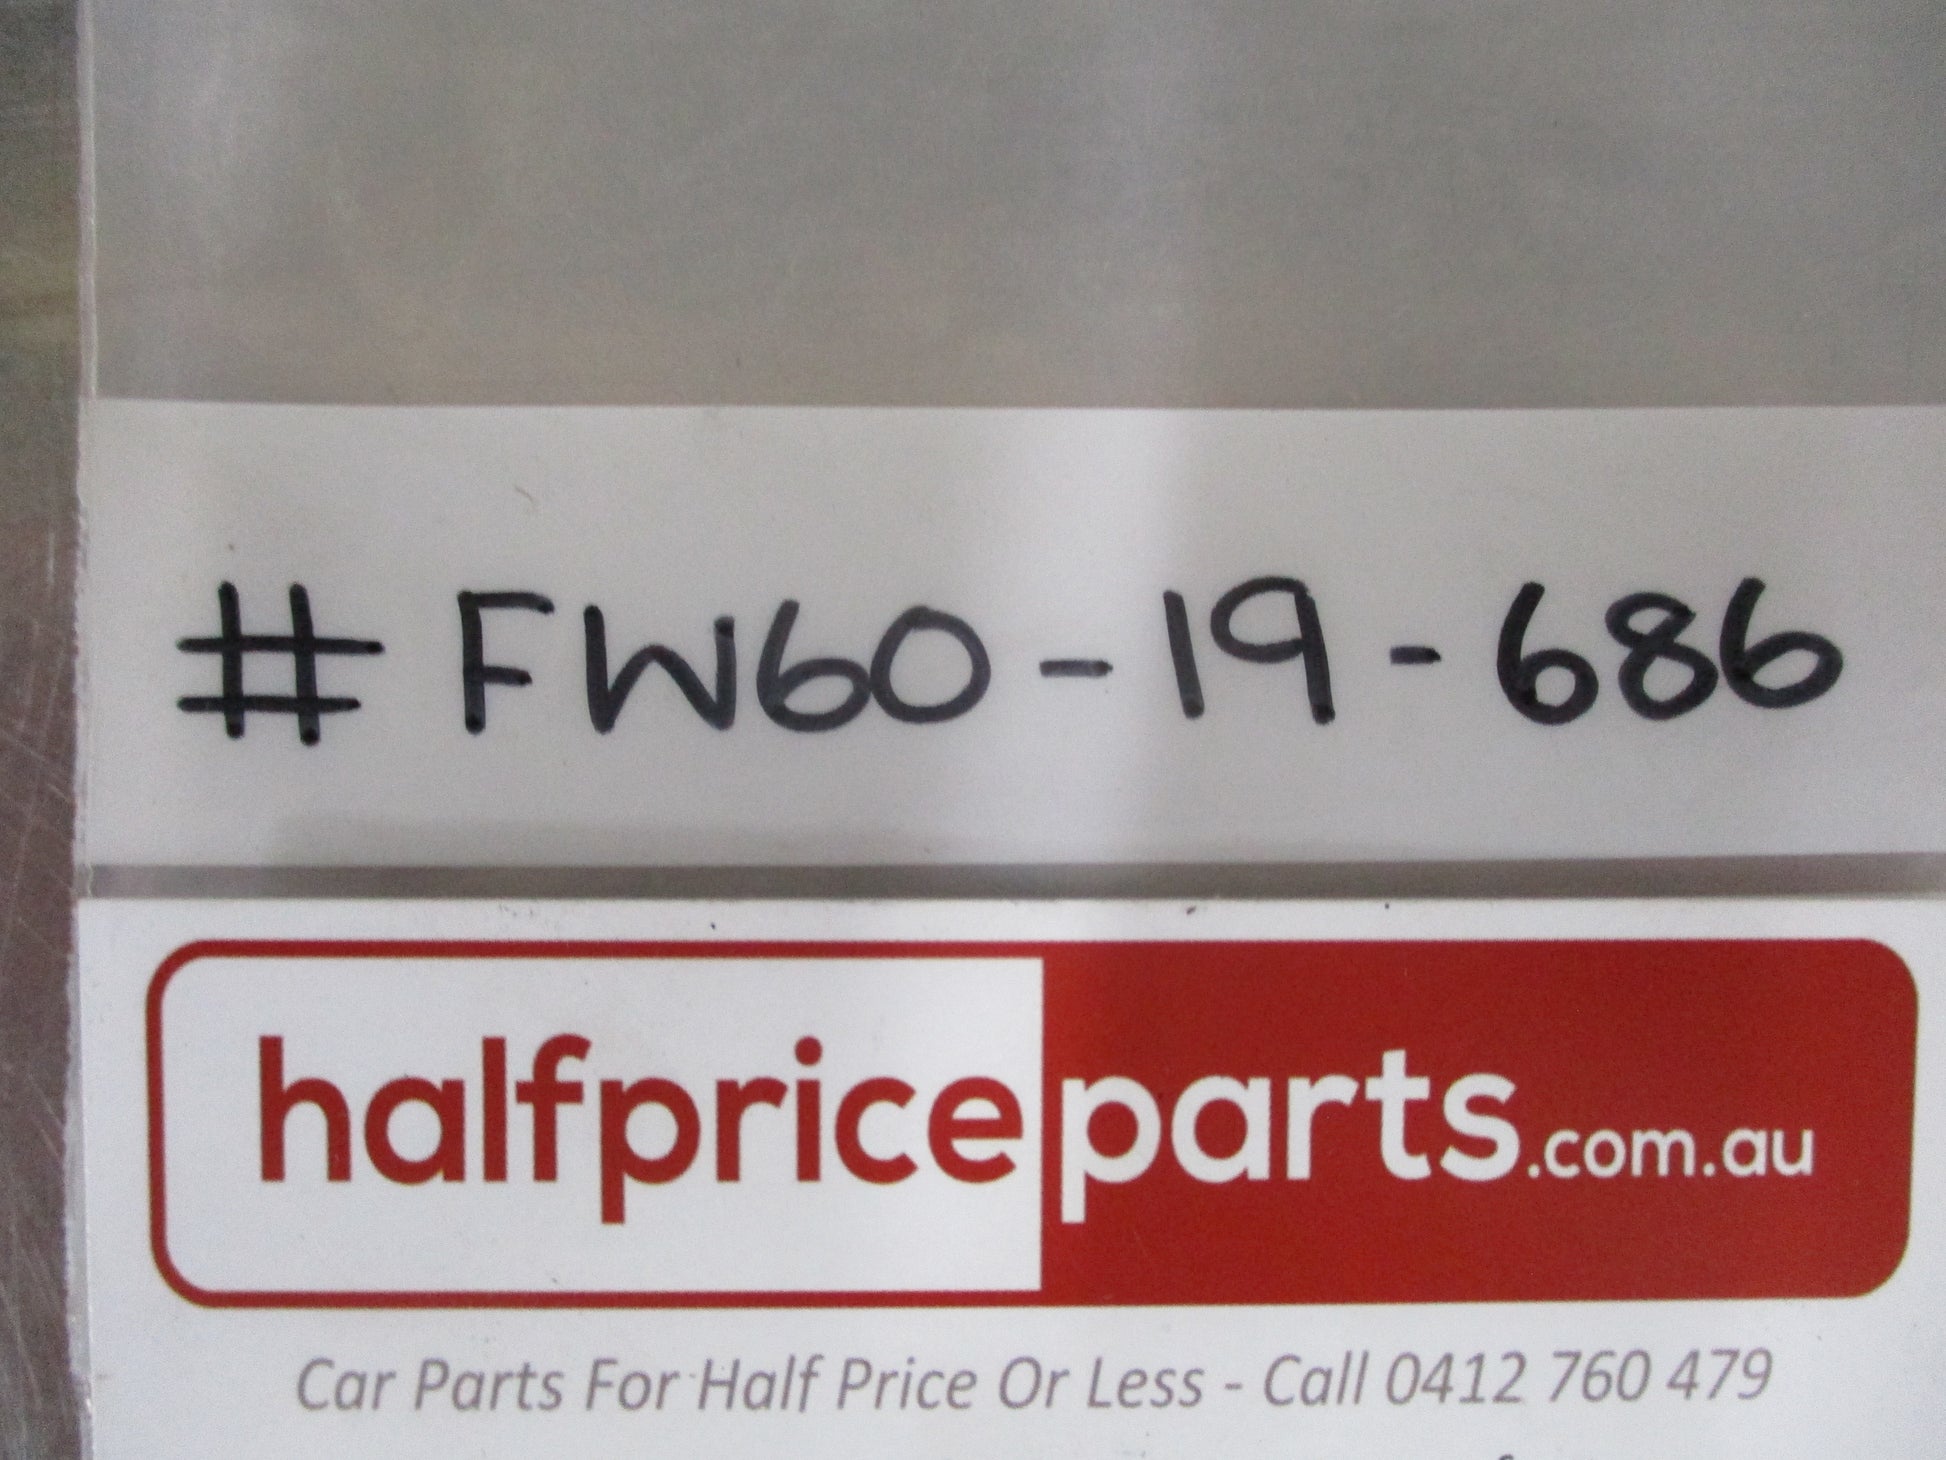 # FW60-19-686
halfpriceparts.com.au
Car Parts For Half Price Or Less - Call 0412 760 479